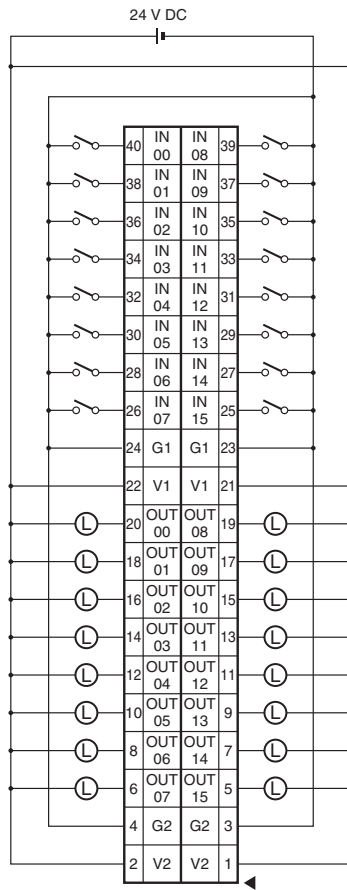 24 V DC
40 IN 00 IN 08 39
38 IN 01 IN 09 37
36 IN 02 IN 10 35
34 IN 03 IN 11 33
32 IN 04 IN 12 31
30 IN 05 IN 13 29
28 IN 06 IN 14 27
26 IN 07 IN 15 25
24 G1 G1 23
22 V1 V1 21
L 20 OUT 00 OUT 08 19 L
L 18 OUT 01 OUT 09 17 L
L 16 OUT 02 OUT 10 15 L
L 14 OUT 03 OUT 11 13 L
L 12 OUT 04 OUT 12 11 L
L 10 OUT 05 OUT 13 9 L
L 8 OUT 06 OUT 14 7 L
L 6 OUT 07 OUT 15 5 L
4 G2 G2 3
2 V2 V2 1